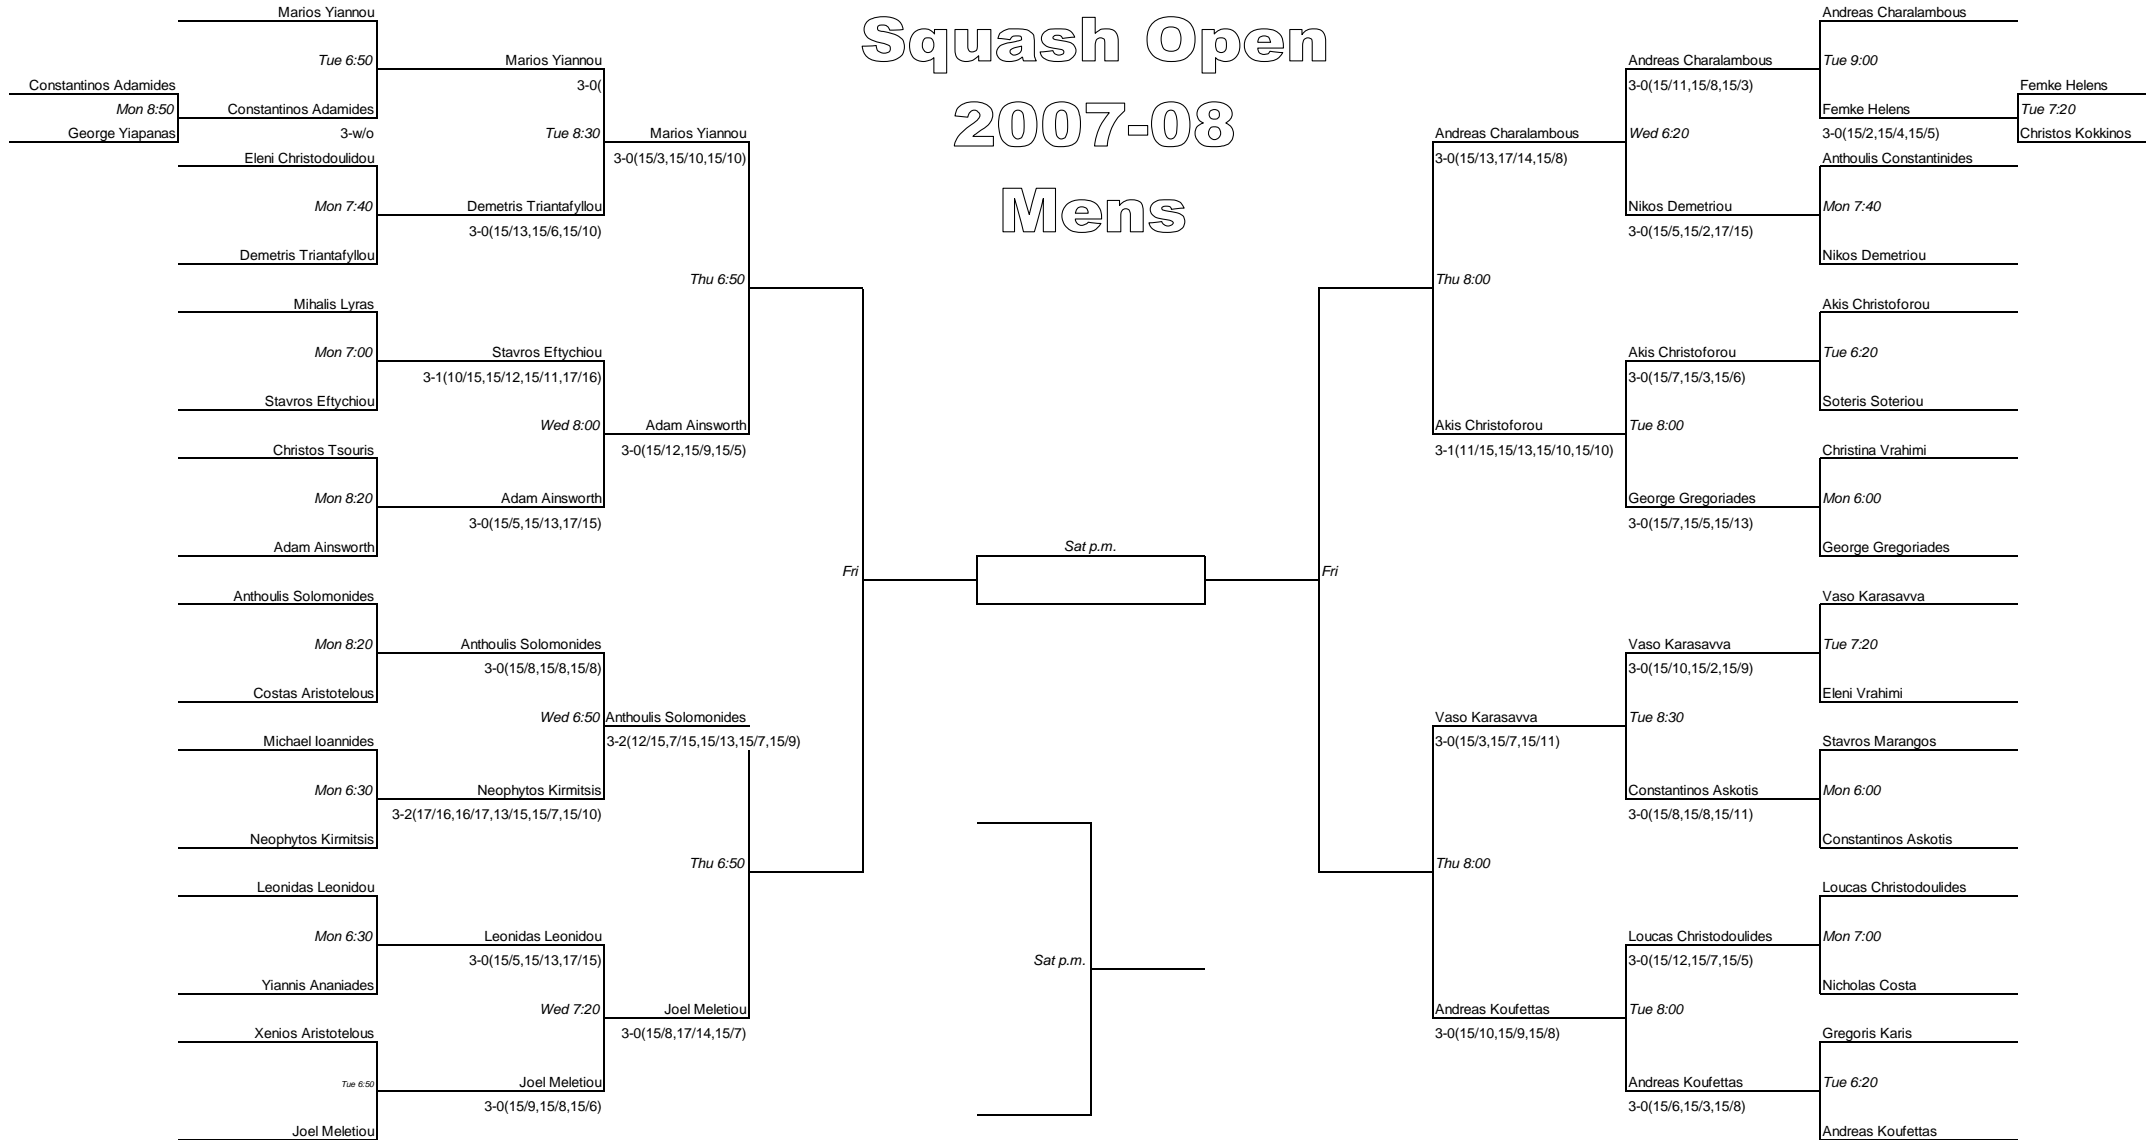 Squash Open
2007-08
Mens
Marios Yiannou
Tue 6:50
Marios Yiannou
3-0(
Constantinos Adamides
Mon 8:50
Constantinos Adamides
George Yiapanas
3-w/o
Tue 8:30
Marios Yiannou
3-0(15/3,15/10,15/10)
Eleni Christodoulidou
Mon 7:40
Demetris Triantafyllou
3-0(15/13,15/6,15/10)
Demetris Triantafyllou
Thu 6:50
Mihalis Lyras
Mon 7:00
Stavros Eftychiou
3-1(10/15,15/12,15/11,17/16)
Stavros Eftychiou
Wed 8:00
Adam Ainsworth
3-0(15/12,15/9,15/5)
Christos Tsouris
Mon 8:20
Adam Ainsworth
3-0(15/5,15/13,17/15)
Adam Ainsworth
Fri
Anthoulis Solomonides
Mon 8:20
Anthoulis Solomonides
3-0(15/8,15/8,15/8)
Costas Aristotelous
Wed 6:50
Anthoulis Solomonides
3-2(12/15,7/15,15/13,15/7,15/9)
Michael Ioannides
Mon 6:30
Neophytos Kirmitsis
3-2(17/16,16/17,13/15,15/7,15/10)
Neophytos Kirmitsis
Thu 6:50
Leonidas Leonidou
Mon 6:30
Leonidas Leonidou
3-0(15/5,15/13,17/15)
Yiannis Ananiades
Wed 7:20
Joel Meletiou
3-0(15/8,17/14,15/7)
Xenios Aristotelous
Tue 6:50
Joel Meletiou
3-0(15/9,15/8,15/6)
Joel Meletiou
Sat p.m.
Sat p.m.
Andreas Charalambous
Andreas Charalambous
Tue 9:00
3-0(15/11,15/8,15/3)
Femke Helens
Femke Helens
Tue 7:20
3-0(15/2,15/4,15/5)
Christos Kokkinos
Andreas Charalambous
Wed 6:20
3-0(15/13,17/14,15/8)
Anthoulis Constantinides
Nikos Demetriou
Mon 7:40
3-0(15/5,15/2,17/15)
Nikos Demetriou
Thu 8:00
Akis Christoforou
Akis Christoforou
Tue 6:20
3-0(15/7,15/3,15/6)
Soteris Soteriou
Akis Christoforou
Tue 8:00
3-1(11/15,15/13,15/10,15/10)
Christina Vrahimi
George Gregoriades
Mon 6:00
3-0(15/7,15/5,15/13)
George Gregoriades
Fri
Vaso Karasavva
Vaso Karasavva
Tue 7:20
3-0(15/10,15/2,15/9)
Eleni Vrahimi
Vaso Karasavva
Tue 8:30
3-0(15/3,15/7,15/11)
Stavros Marangos
Constantinos Askotis
Mon 6:00
3-0(15/8,15/8,15/11)
Constantinos Askotis
Thu 8:00
Loucas Christodoulides
Loucas Christodoulides
Mon 7:00
3-0(15/12,15/7,15/5)
Nicholas Costa
Andreas Koufettas
Tue 8:00
3-0(15/10,15/9,15/8)
Gregoris Karis
Andreas Koufettas
Tue 6:20
3-0(15/6,15/3,15/8)
Andreas Koufettas